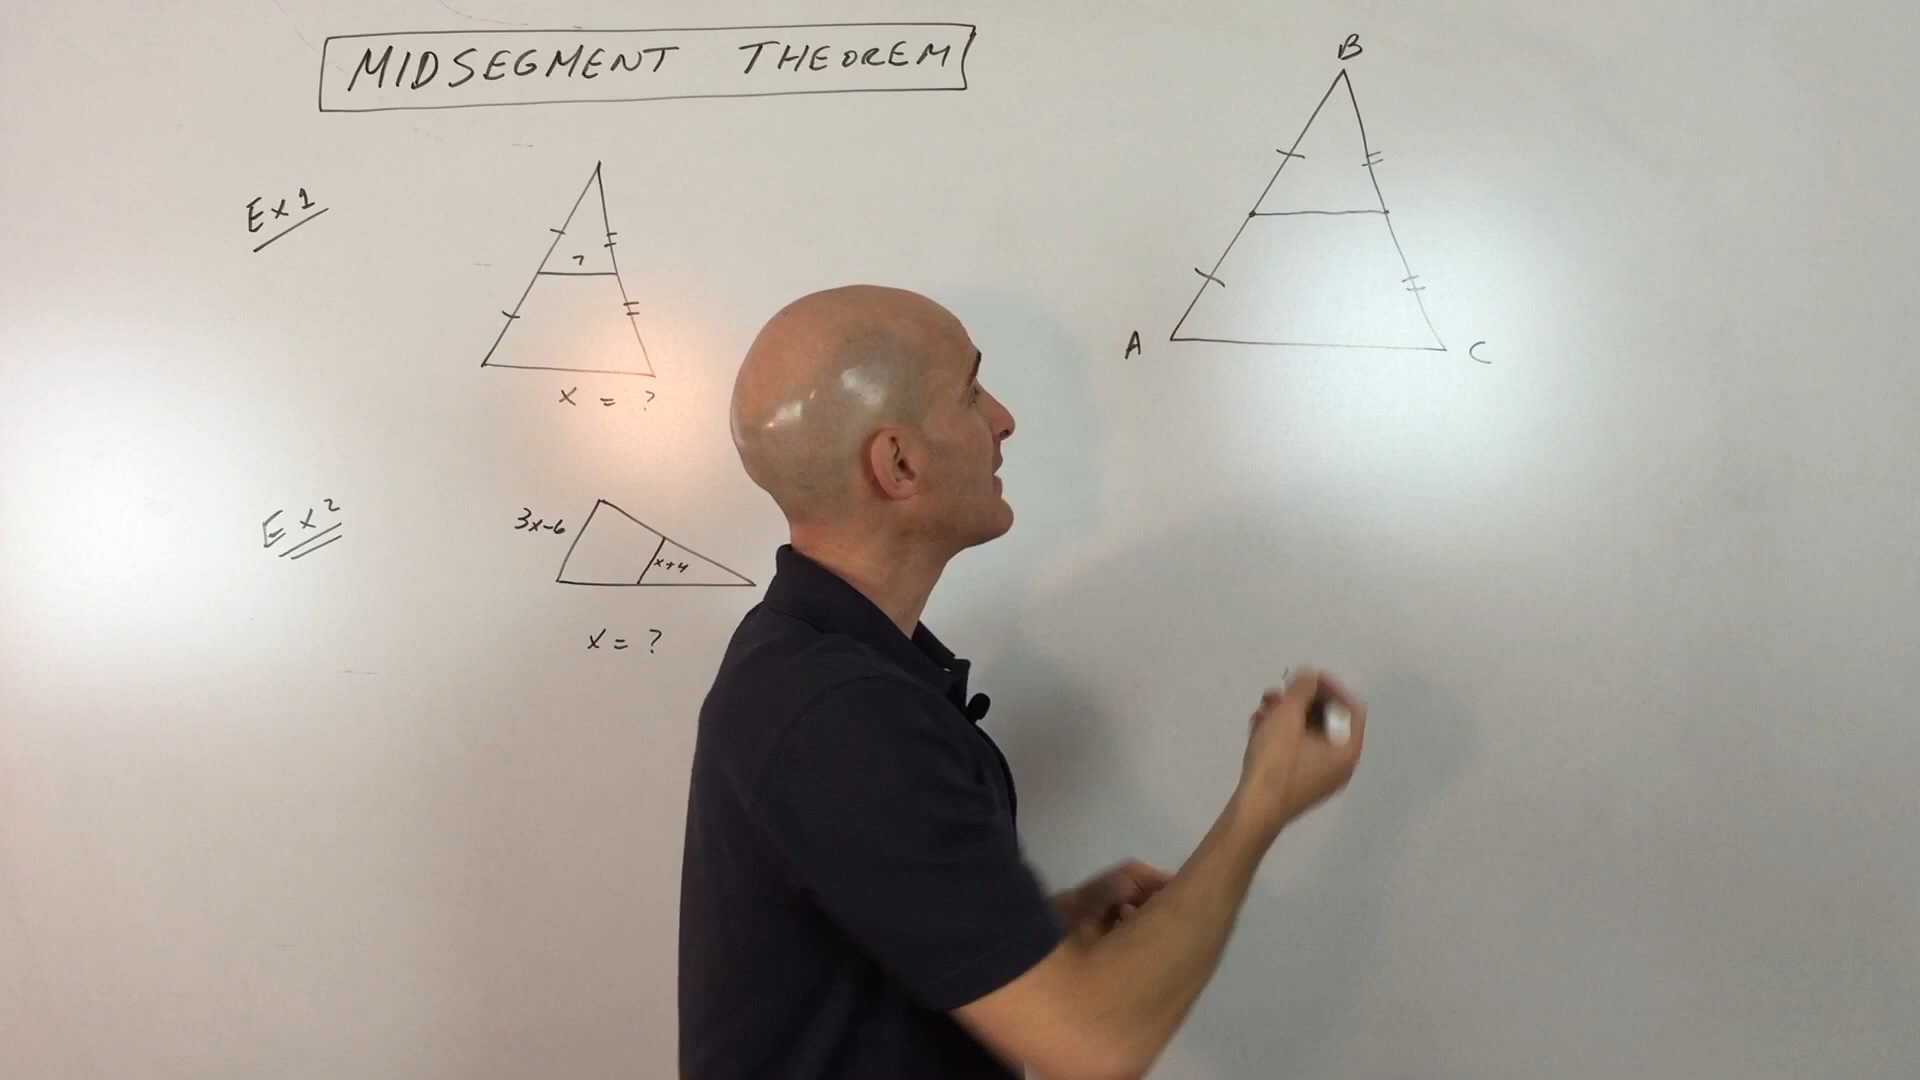 MIDSEGMENT THEOREM
Ex 1
7
x = ?
Ex 2
3x-6
x+4
x = ?
B
A
C